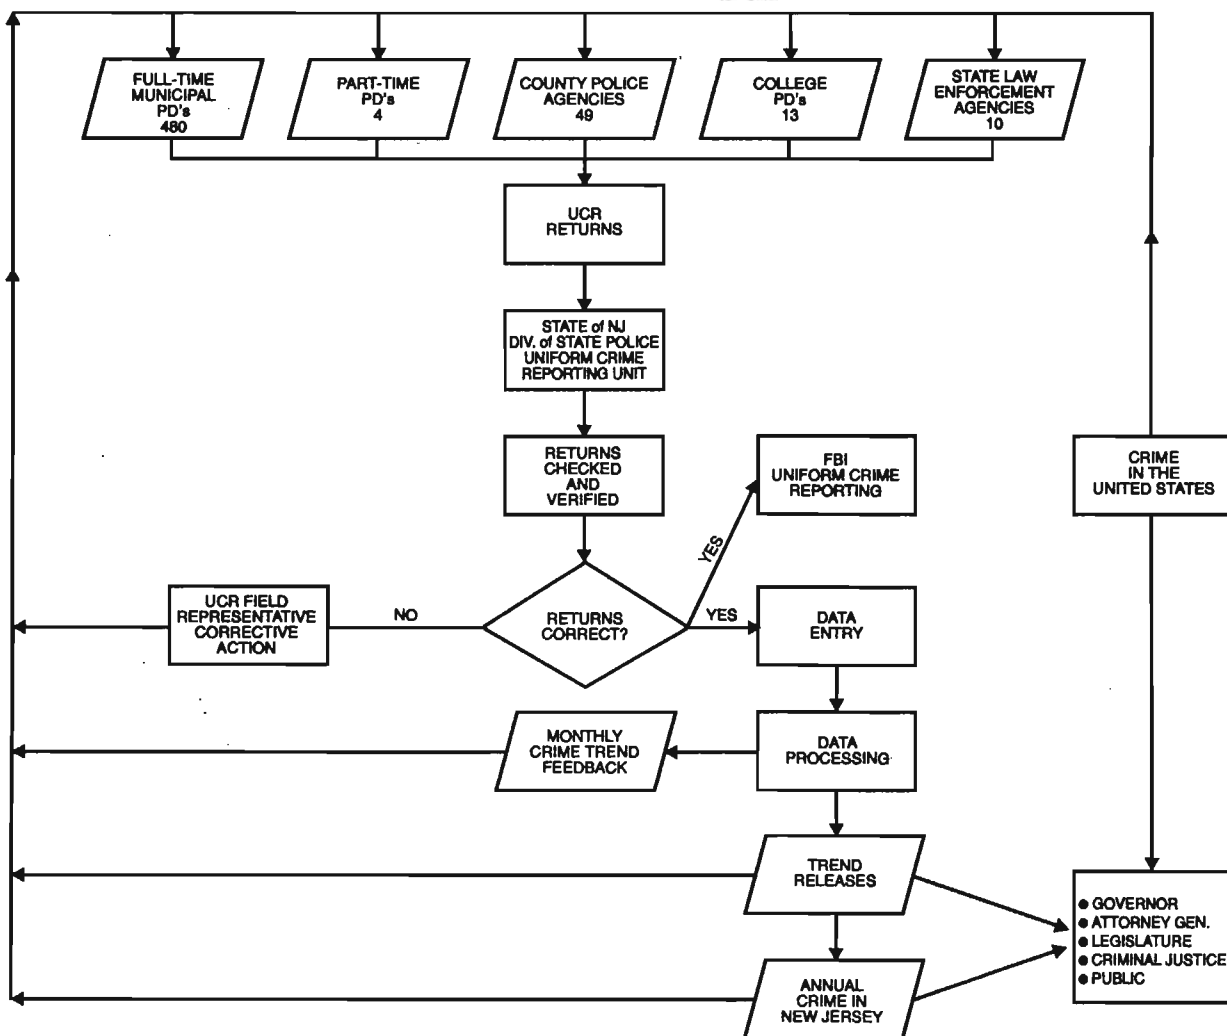 FULL-TIME
MUNICIPAL
PD's
480
PART-TIME
PD's
4
COUNTY POLICE
AGENCIES
49
COLLEGE
PD's
13
STATE LAW
ENFORCEMENT
AGENCIES
10
UCR
RETURNS
STATE of NJ
DIV. of STATE POLICE
UNIFORM CRIME
REPORTING UNIT
RETURNS
CHECKED
AND
VERIFIED
FBI
UNIFORM CRIME
REPORTING
CRIME
IN THE
UNITED STATES
YES
UCR FIELD
REPRESENTATIVE
CORRECTIVE
ACTION
NO
RETURNS
CORRECT?
YES
DATA
ENTRY
MONTHLY
CRIME TREND
FEEDBACK
DATA
PROCESSING
TREND
RELEASES
● GOVERNOR
● ATTORNEY GEN.
● LEGISLATURE
● CRIMINAL JUSTICE
● PUBLIC
ANNUAL
CRIME IN
NEW JERSEY